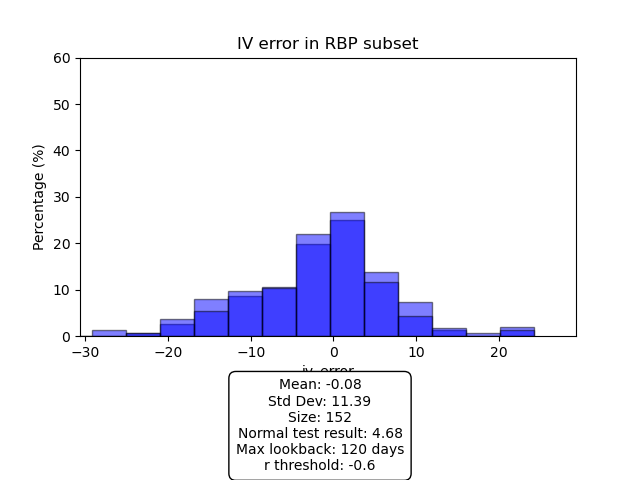 IV error in RBP subset
60
50
40
30
20
10
0
Percentage (%)
−30
−20
−10
0
10
20
iv_error
Mean: -0.08
Std Dev: 11.39
Size: 152
Normal test result: 4.68
Max lookback: 120 days
r threshold: -0.6